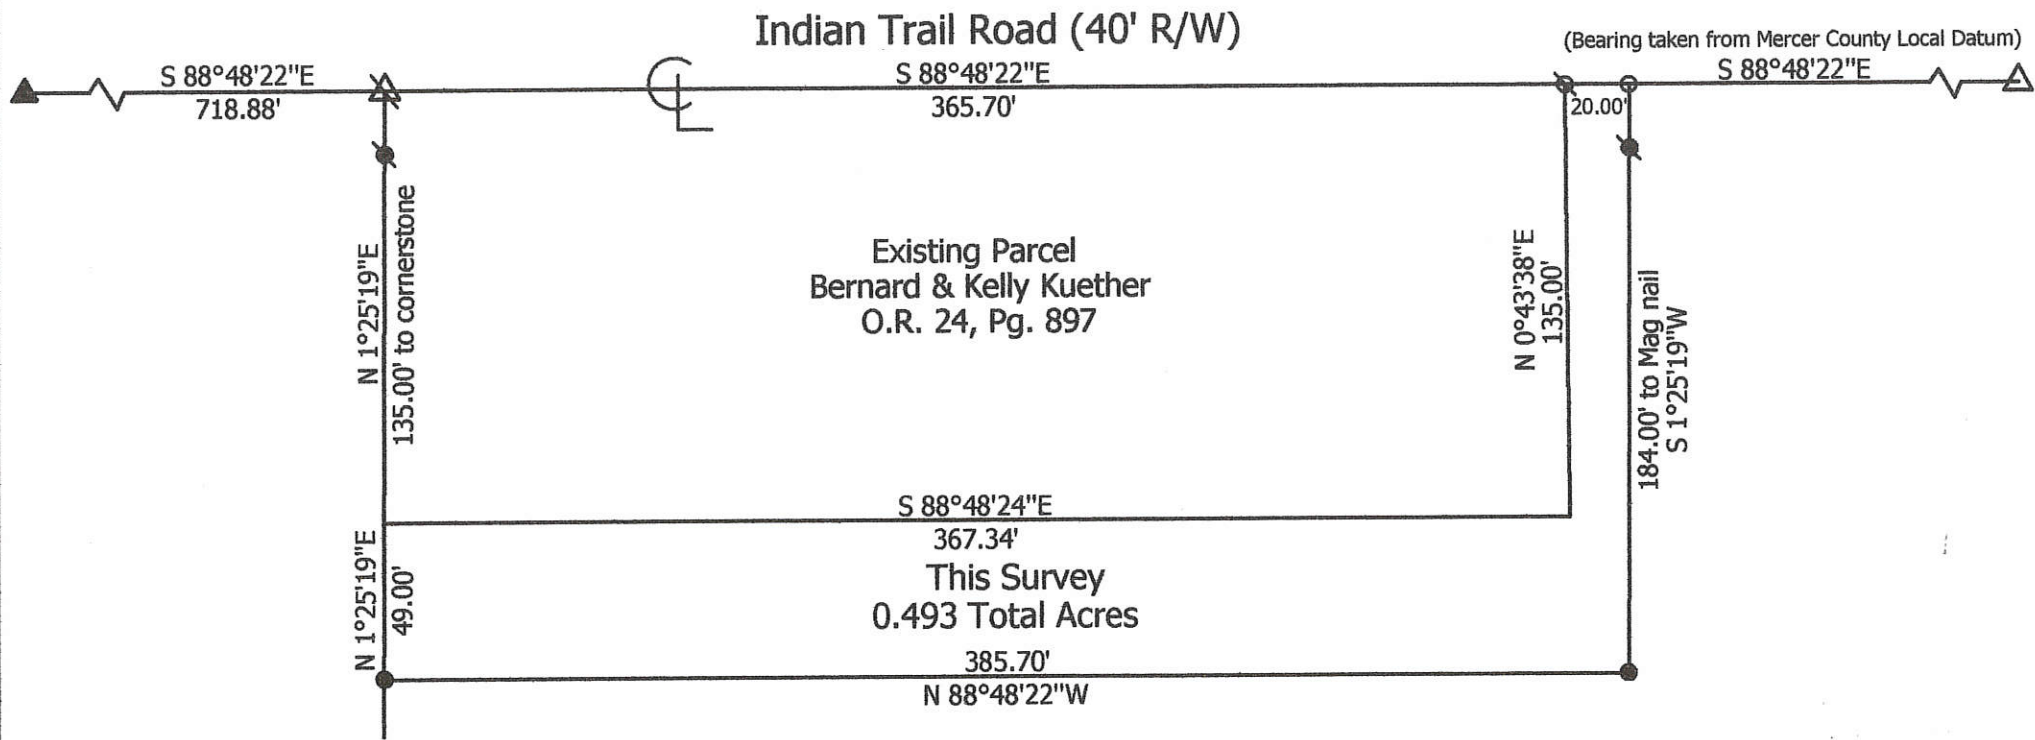 Indian Trail Road (40' R/W)
(Bearing taken from Mercer County Local Datum)
S 88°48'22"E
718.88'
S 88°48'22"E
365.70'
20.00'
S 88°48'22"E
CL
N 1°25'19"E
135.00' to cornerstone
Existing Parcel
Bernard & Kelly Kuether
O.R. 24, Pg. 897
N 0°43'38"E
135.00'
184.00' to Mag nail
S 1°25'19"W
S 88°48'24"E
367.34'
N 1°25'19"E
49.00'
This Survey
0.493 Total Acres
385.70'
N 88°48'22"W